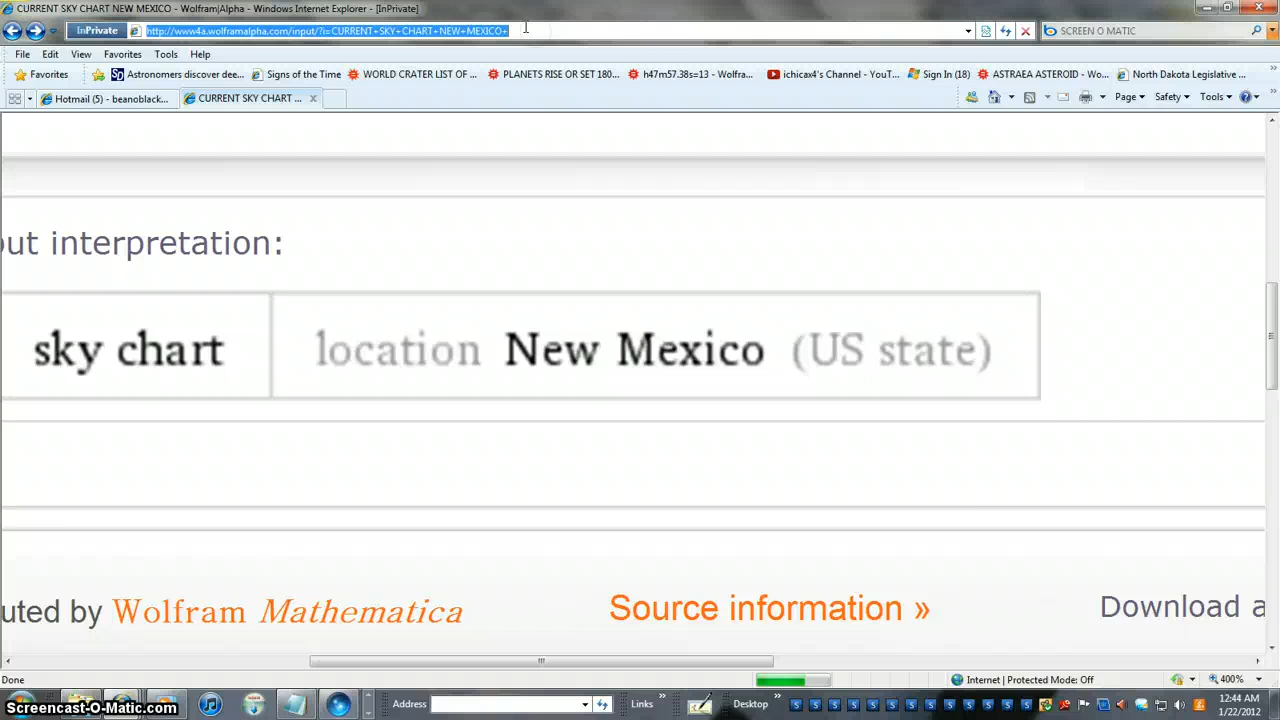 CURRENT SKY CHART NEW MEXICO - Wolfram|Alpha - Windows Internet Explorer - [InPrivate]
InPrivate http://www4a.wolframalpha.com/input/?i=CURRENT+SKY+CHART+NEW+MEXICO+ SCREEN O MATIC
File Edit View Favorites Tools Help
Favorites Astronomers discover dee... Signs of the Time WORLD CRATER LIST OF ... PLANETS RISE OR SET 180... h47m57.38s=13 - Wolfra... ichicax4's Channel - YouT... Sign In (18) ASTRAEA ASTEROID - Wo... North Dakota Legislative ...
Hotmail (5) - beanoblack... CURRENT SKY CHART ... Page Safety Tools
out interpretation:
sky chart location New Mexico (US state)
uted by Wolfram Mathematica Source information » Download a
Done Internet | Protected Mode: Off 400%
Address Links Desktop 12:44 AM
Screencast-O-Matic.com 1/22/2012